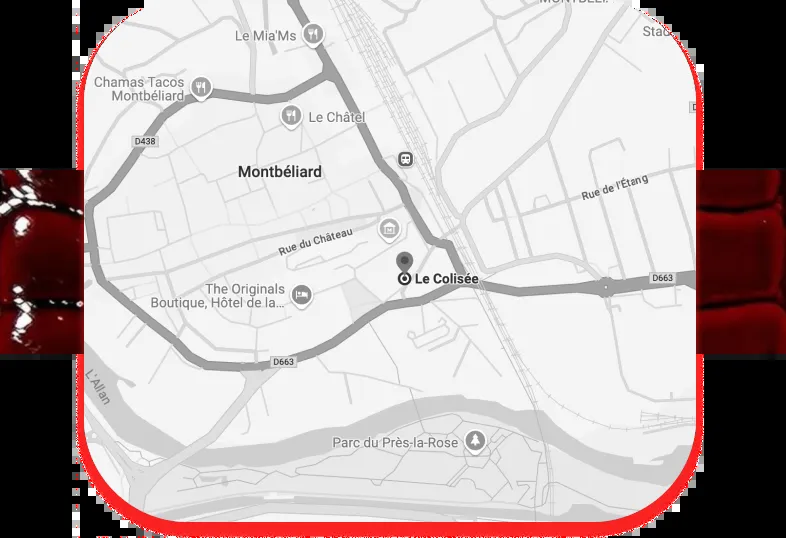 Le Mia'Ms
Chamas Tacos
Montbéliard
Le Châtel
D438
Montbéliard
Rue de l'Étang
Rue du Château
Le Colisée
D663
The Originals
Boutique, Hôtel de la...
D663
L'Allan
Parc du Près-la-Rose